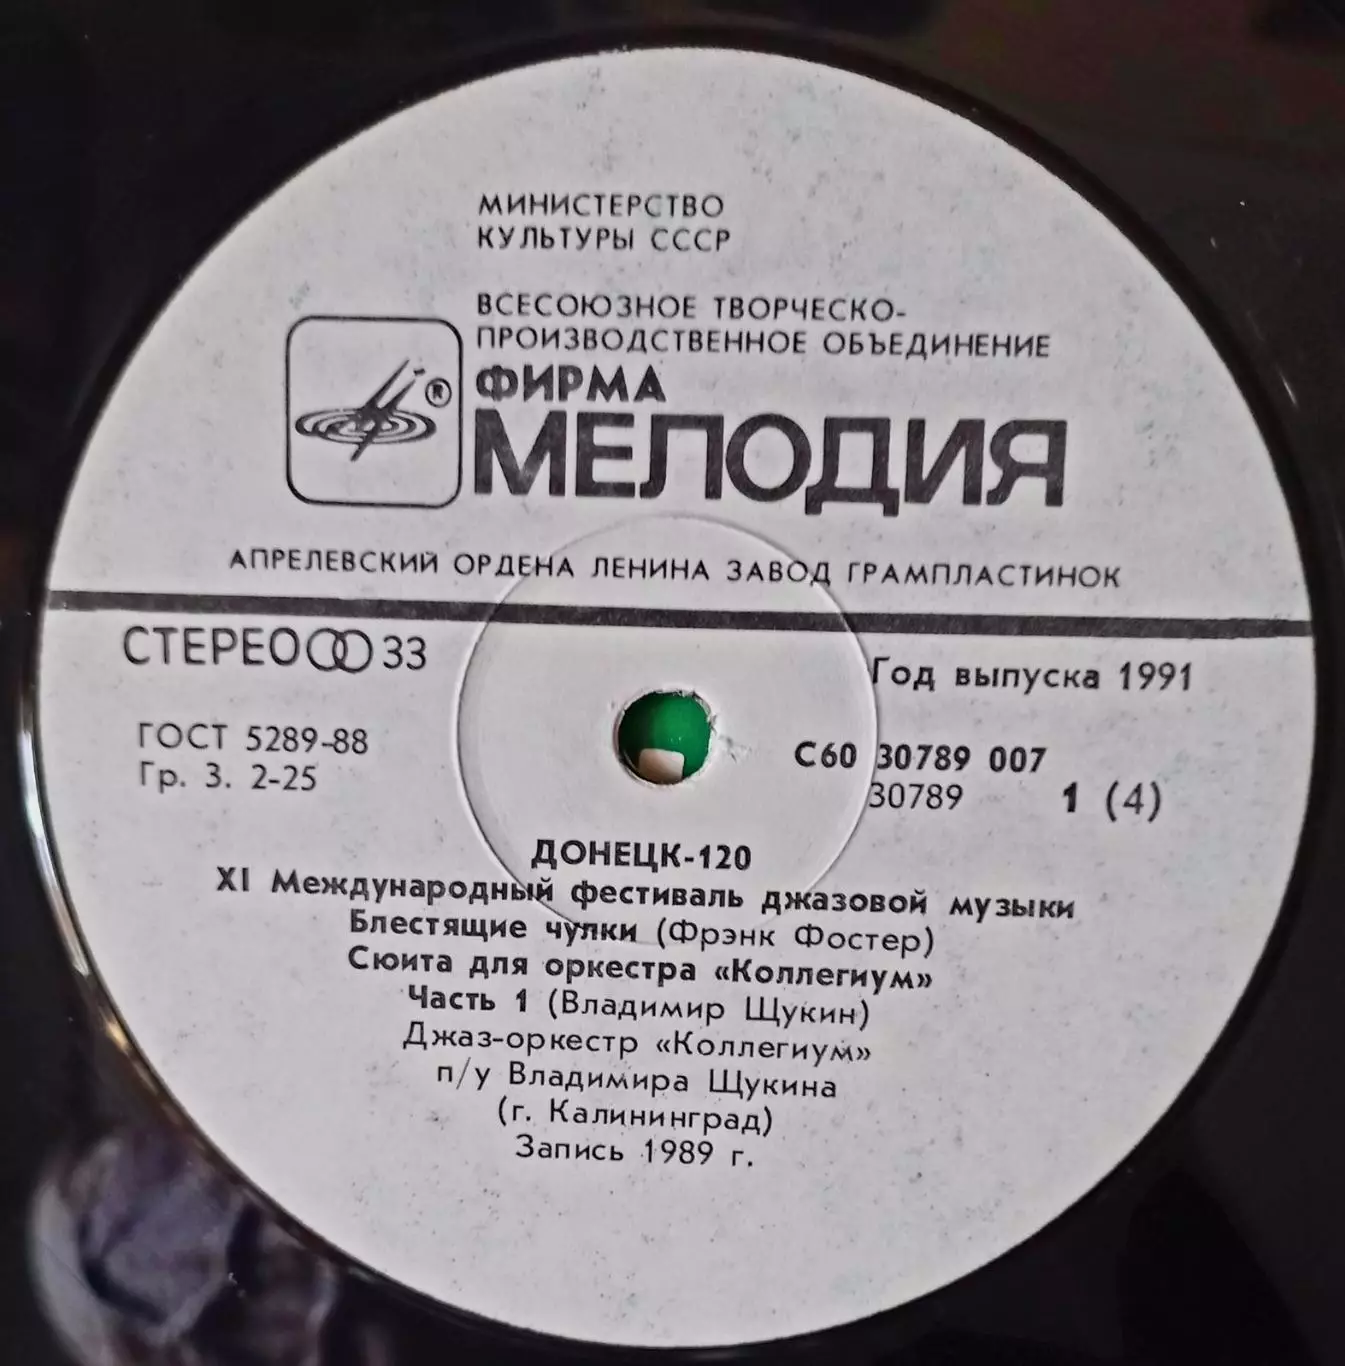 МИНИСТЕРСТВО
КУЛЬТУРЫ СССР
ВСЕСОЮЗНОЕ ТВОРЧЕСКО-
ПРОИЗВОДСТВЕННОЕ ОБЪЕДИНЕНИЕ
® ФИРМА
МЕЛОДИЯ
АПРЕЛЕВСКИЙ ОРДЕНА ЛЕНИНА ЗАВОД ГРАМПЛАСТИНОК
СТЕРЕО 33
Год выпуска 1991
ГОСТ 5289-88
Гр. 3. 2-25
С60 30789 007
30789 1 (4)
ДОНЕЦК-120
XI Международный фестиваль джазовой музыки
Блестящие чулки (Фрэнк Фостер)
Сюита для оркестра «Коллегиум»
Часть 1 (Владимир Щукин)
Джаз-оркестр «Коллегиум»
п/у Владимира Щукина
(г. Калининград)
Запись 1989 г.